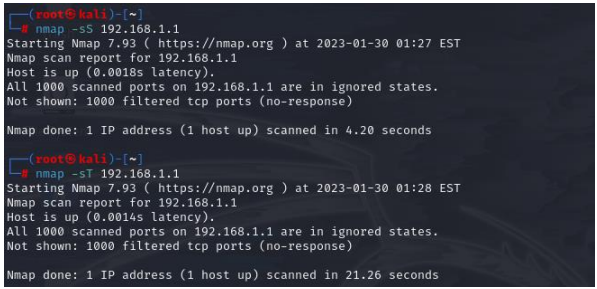 ┌──(root㉿kali)-[~]
└─# nmap -sS 192.168.1.1
Starting Nmap 7.93 ( https://nmap.org ) at 2023-01-30 01:27 EST
Nmap scan report for 192.168.1.1
Host is up (0.0018s latency).
All 1000 scanned ports on 192.168.1.1 are in ignored states.
Not shown: 1000 filtered tcp ports (no-response)
Nmap done: 1 IP address (1 host up) scanned in 4.20 seconds
┌──(root㉿kali)-[~]
└─# nmap -sT 192.168.1.1
Starting Nmap 7.93 ( https://nmap.org ) at 2023-01-30 01:28 EST
Nmap scan report for 192.168.1.1
Host is up (0.0014s latency).
All 1000 scanned ports on 192.168.1.1 are in ignored states.
Not shown: 1000 filtered tcp ports (no-response)
Nmap done: 1 IP address (1 host up) scanned in 21.26 seconds